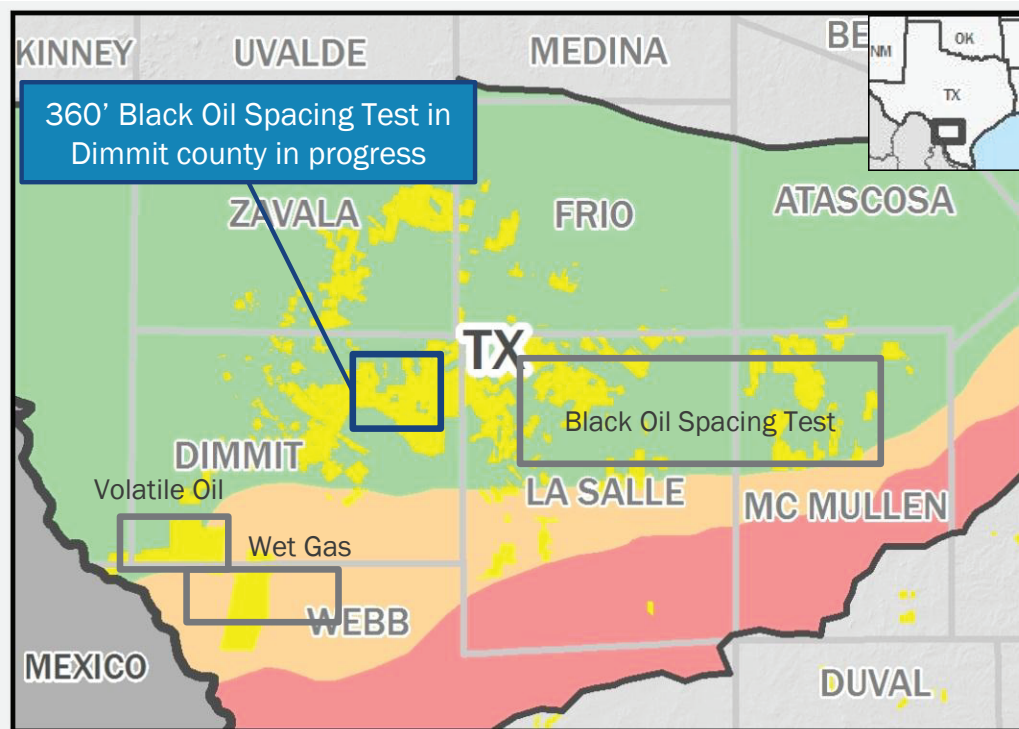 KINNEY
UVALDE
MEDINA
BE
NM
OK
TX
360’ Black Oil Spacing Test in
Dimmit county in progress
ZAVALA
FRIO
ATASCOSA
TX
Black Oil Spacing Test
DIMMIT
Volatile Oil
LA SALLE
MC MULLEN
Wet Gas
WEBB
MEXICO
DUVAL